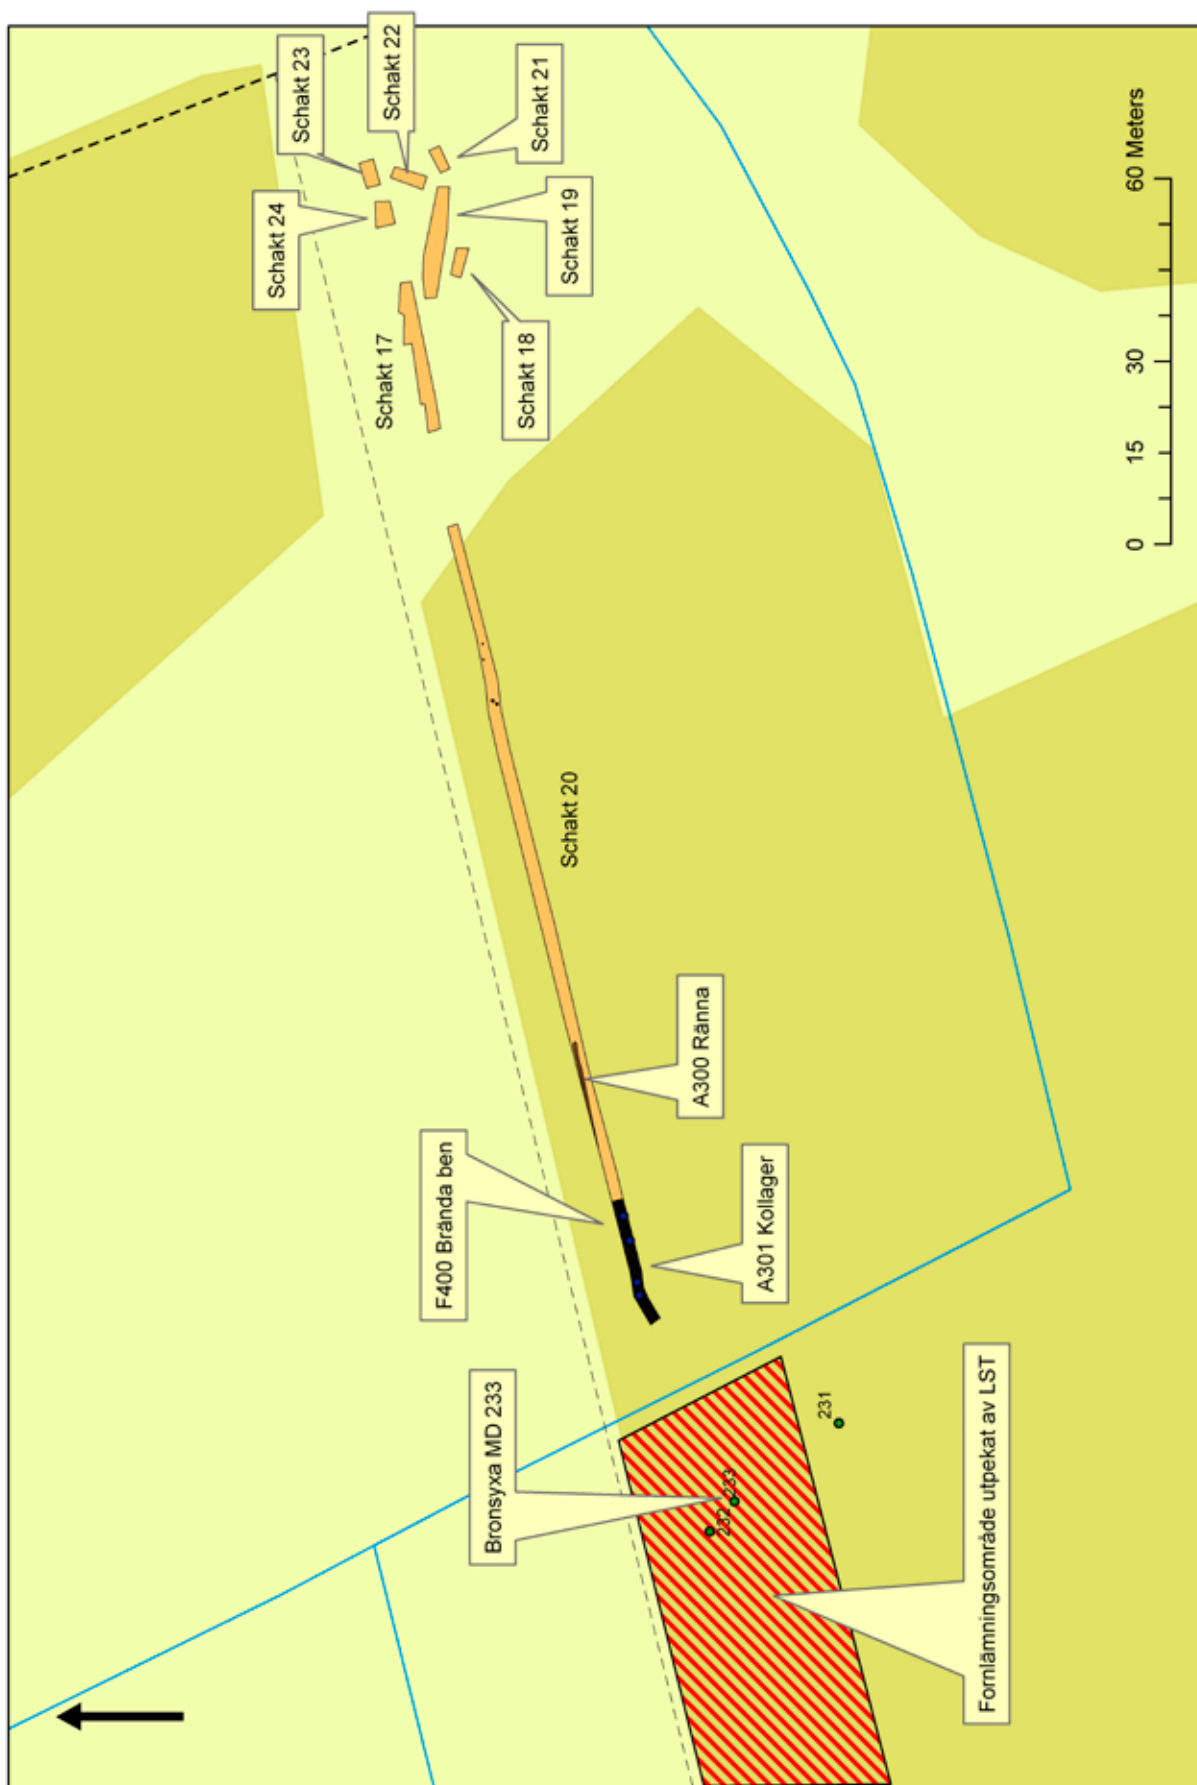 Schakt 23
Schakt 22
Schakt 21
Schakt 24
Schakt 19
Schakt 17
Schakt 18
Schakt 20
A300 Ränna
F400 Brända ben
A301 Kollager
Bronsyxa MD 233
231
233
232
Fornlämningsområde utpekat av LST
0 15 30 60 Meters